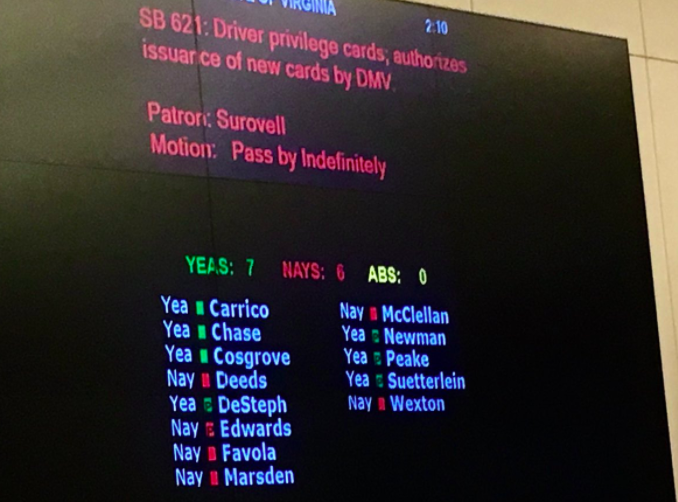 OF VIRGINIA 2:10
SB 621: Driver privilege cards; authorizes
issuance of new cards by DMV.
Patron: Surovell
Motion: Pass by Indefinitely
YEAS: 7 NAYS: 6 ABS: 0
Yea Carrico
Yea Chase
Yea Cosgrove
Nay Deeds
Yea DeSteph
Nay Edwards
Nay Favola
Nay Marsden
Nay McClellan
Yea Newman
Yea Peake
Yea Suetterlein
Nay Wexton